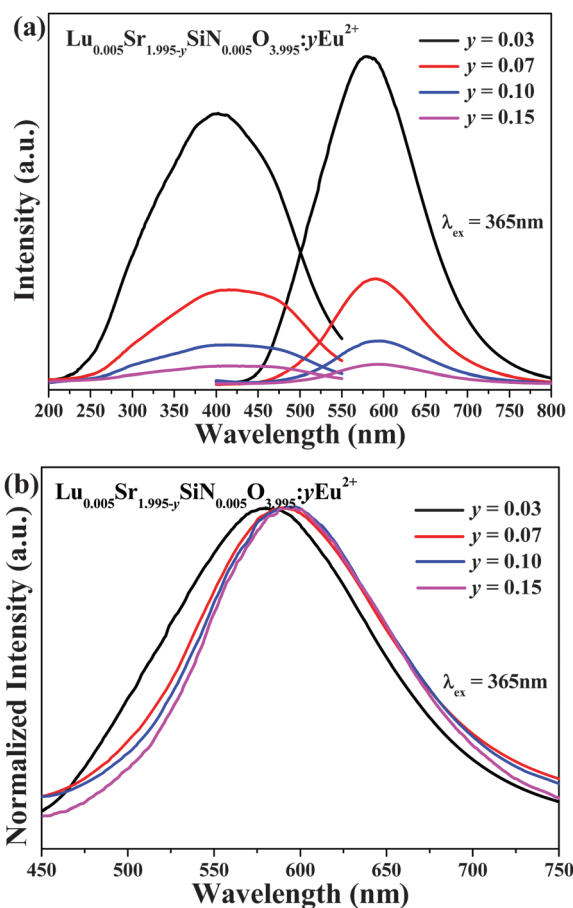 (a)
Lu0.005Sr1.995-ySiN0.005O3.995:yEu2+
y = 0.03
y = 0.07
y = 0.10
y = 0.15
λex = 365nm
Intensity (a.u.)
200 250 300 350 400 450 500 550 600 650 700 750 800
Wavelength (nm)
(b)
Lu0.005Sr1.995-ySiN0.005O3.995:yEu2+
y = 0.03
y = 0.07
y = 0.10
y = 0.15
λex = 365nm
Normalized Intensity (a.u.)
450 500 550 600 650 700 750
Wavelength (nm)